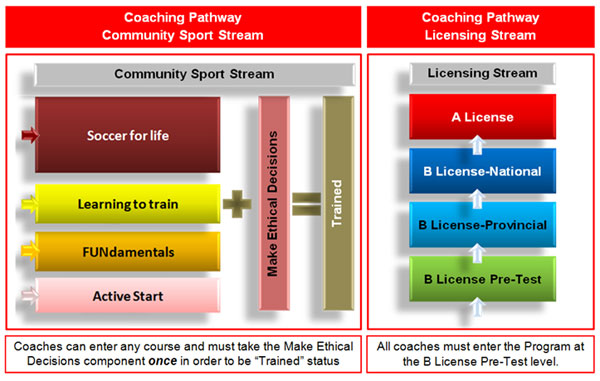 Coaching Pathway
Community Sport Stream
Community Sport Stream
Soccer for life
Learning to train
FUNdamentals
Active Start
Make Ethical Decisions
Trained
Coaches can enter any course and must take the Make Ethical
Decisions component once in order to be “Trained” status
Coaching Pathway
Licensing Stream
Licensing Stream
A License
B License-National
B License-Provincial
B License Pre-Test
All coaches must enter the Program at
the B License Pre-Test level.